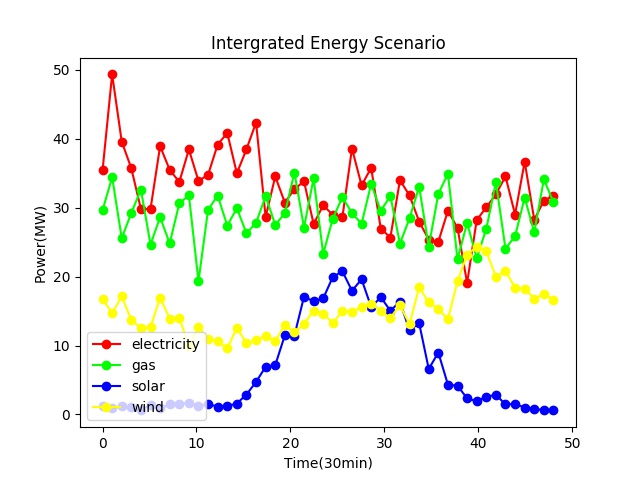 Intergrated Energy Scenario
Power(MW)
50
40
30
20
10
0
electricity
gas
solar
wind
0 10 20 30 40 50
Time(30min)